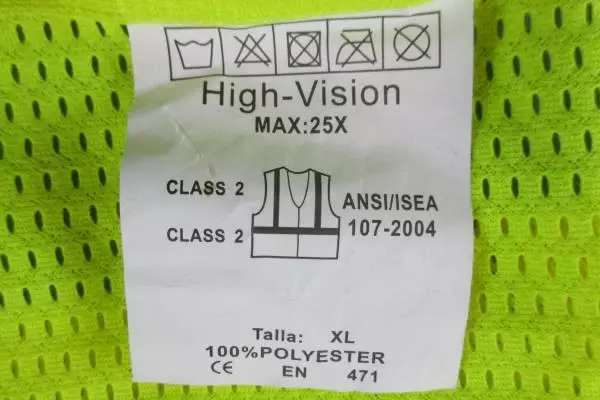 High-Vision
MAX:25X
CLASS 2
ANSI/ISEA
CLASS 2
107-2004
Talla: XL
100%POLYESTER
CE EN 471